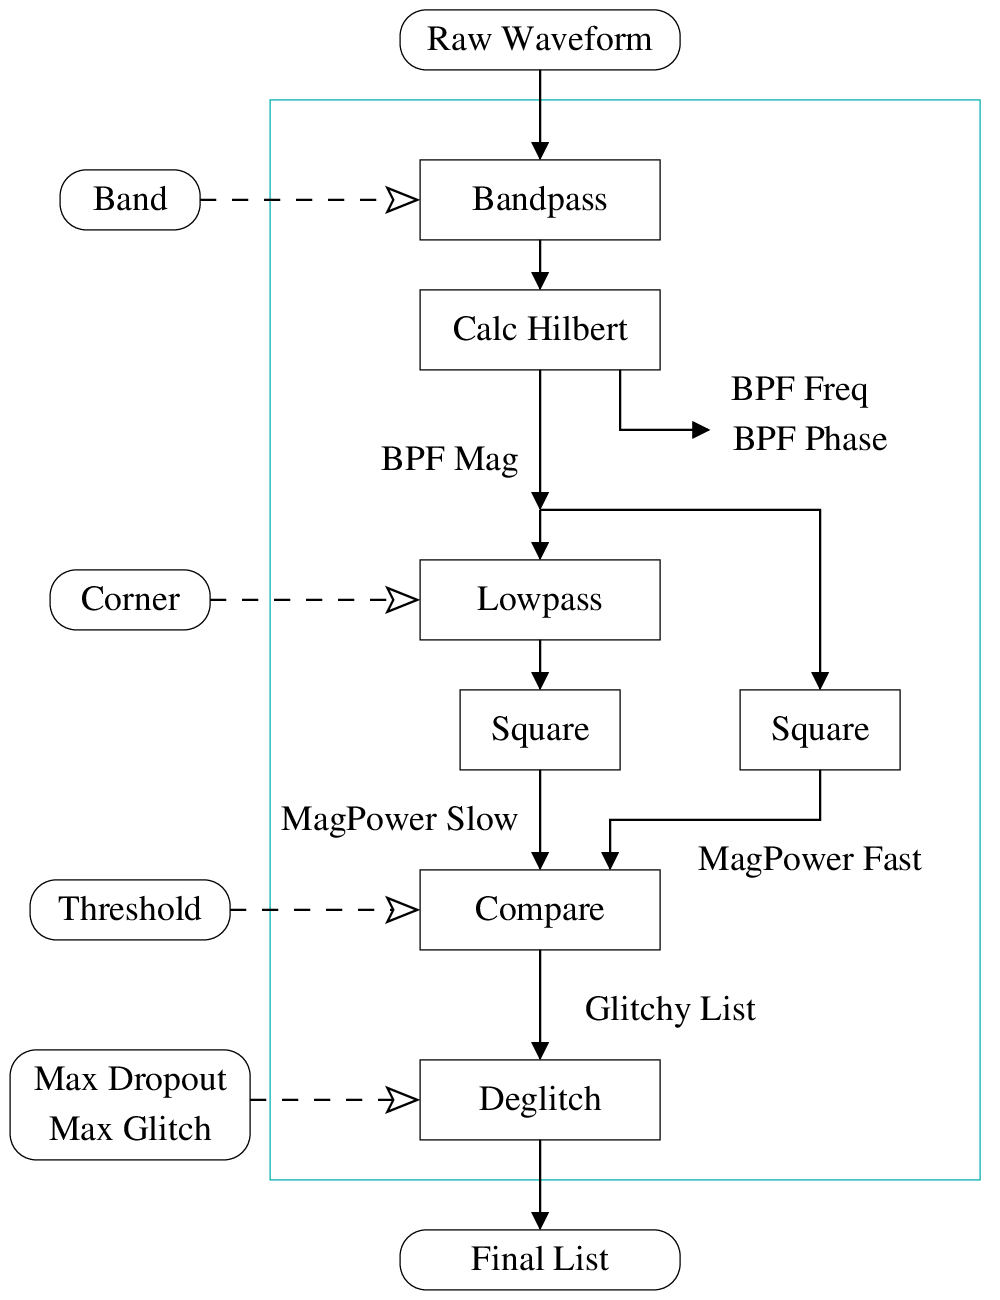 Raw Waveform
Band
Bandpass
Calc Hilbert
BPF Freq
BPF Phase
BPF Mag
Corner
Lowpass
Square
Square
MagPower Slow
MagPower Fast
Threshold
Compare
Glitchy List
Max Dropout
Max Glitch
Deglitch
Final List